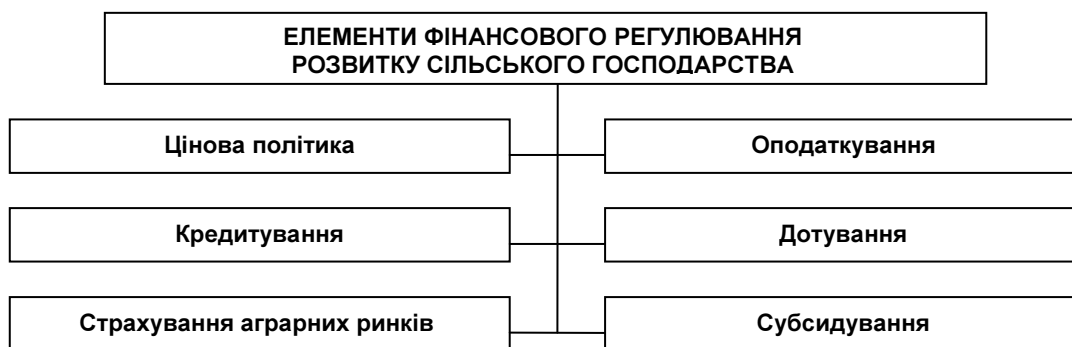 ЕЛЕМЕНТИ ФІНАНСОВОГО РЕГУЛЮВАННЯ
РОЗВИТКУ СІЛЬСЬКОГО ГОСПОДАРСТВА
Цінова політика
Оподаткування
Кредитування
Дотування
Страхування аграрних ринків
Субсидування